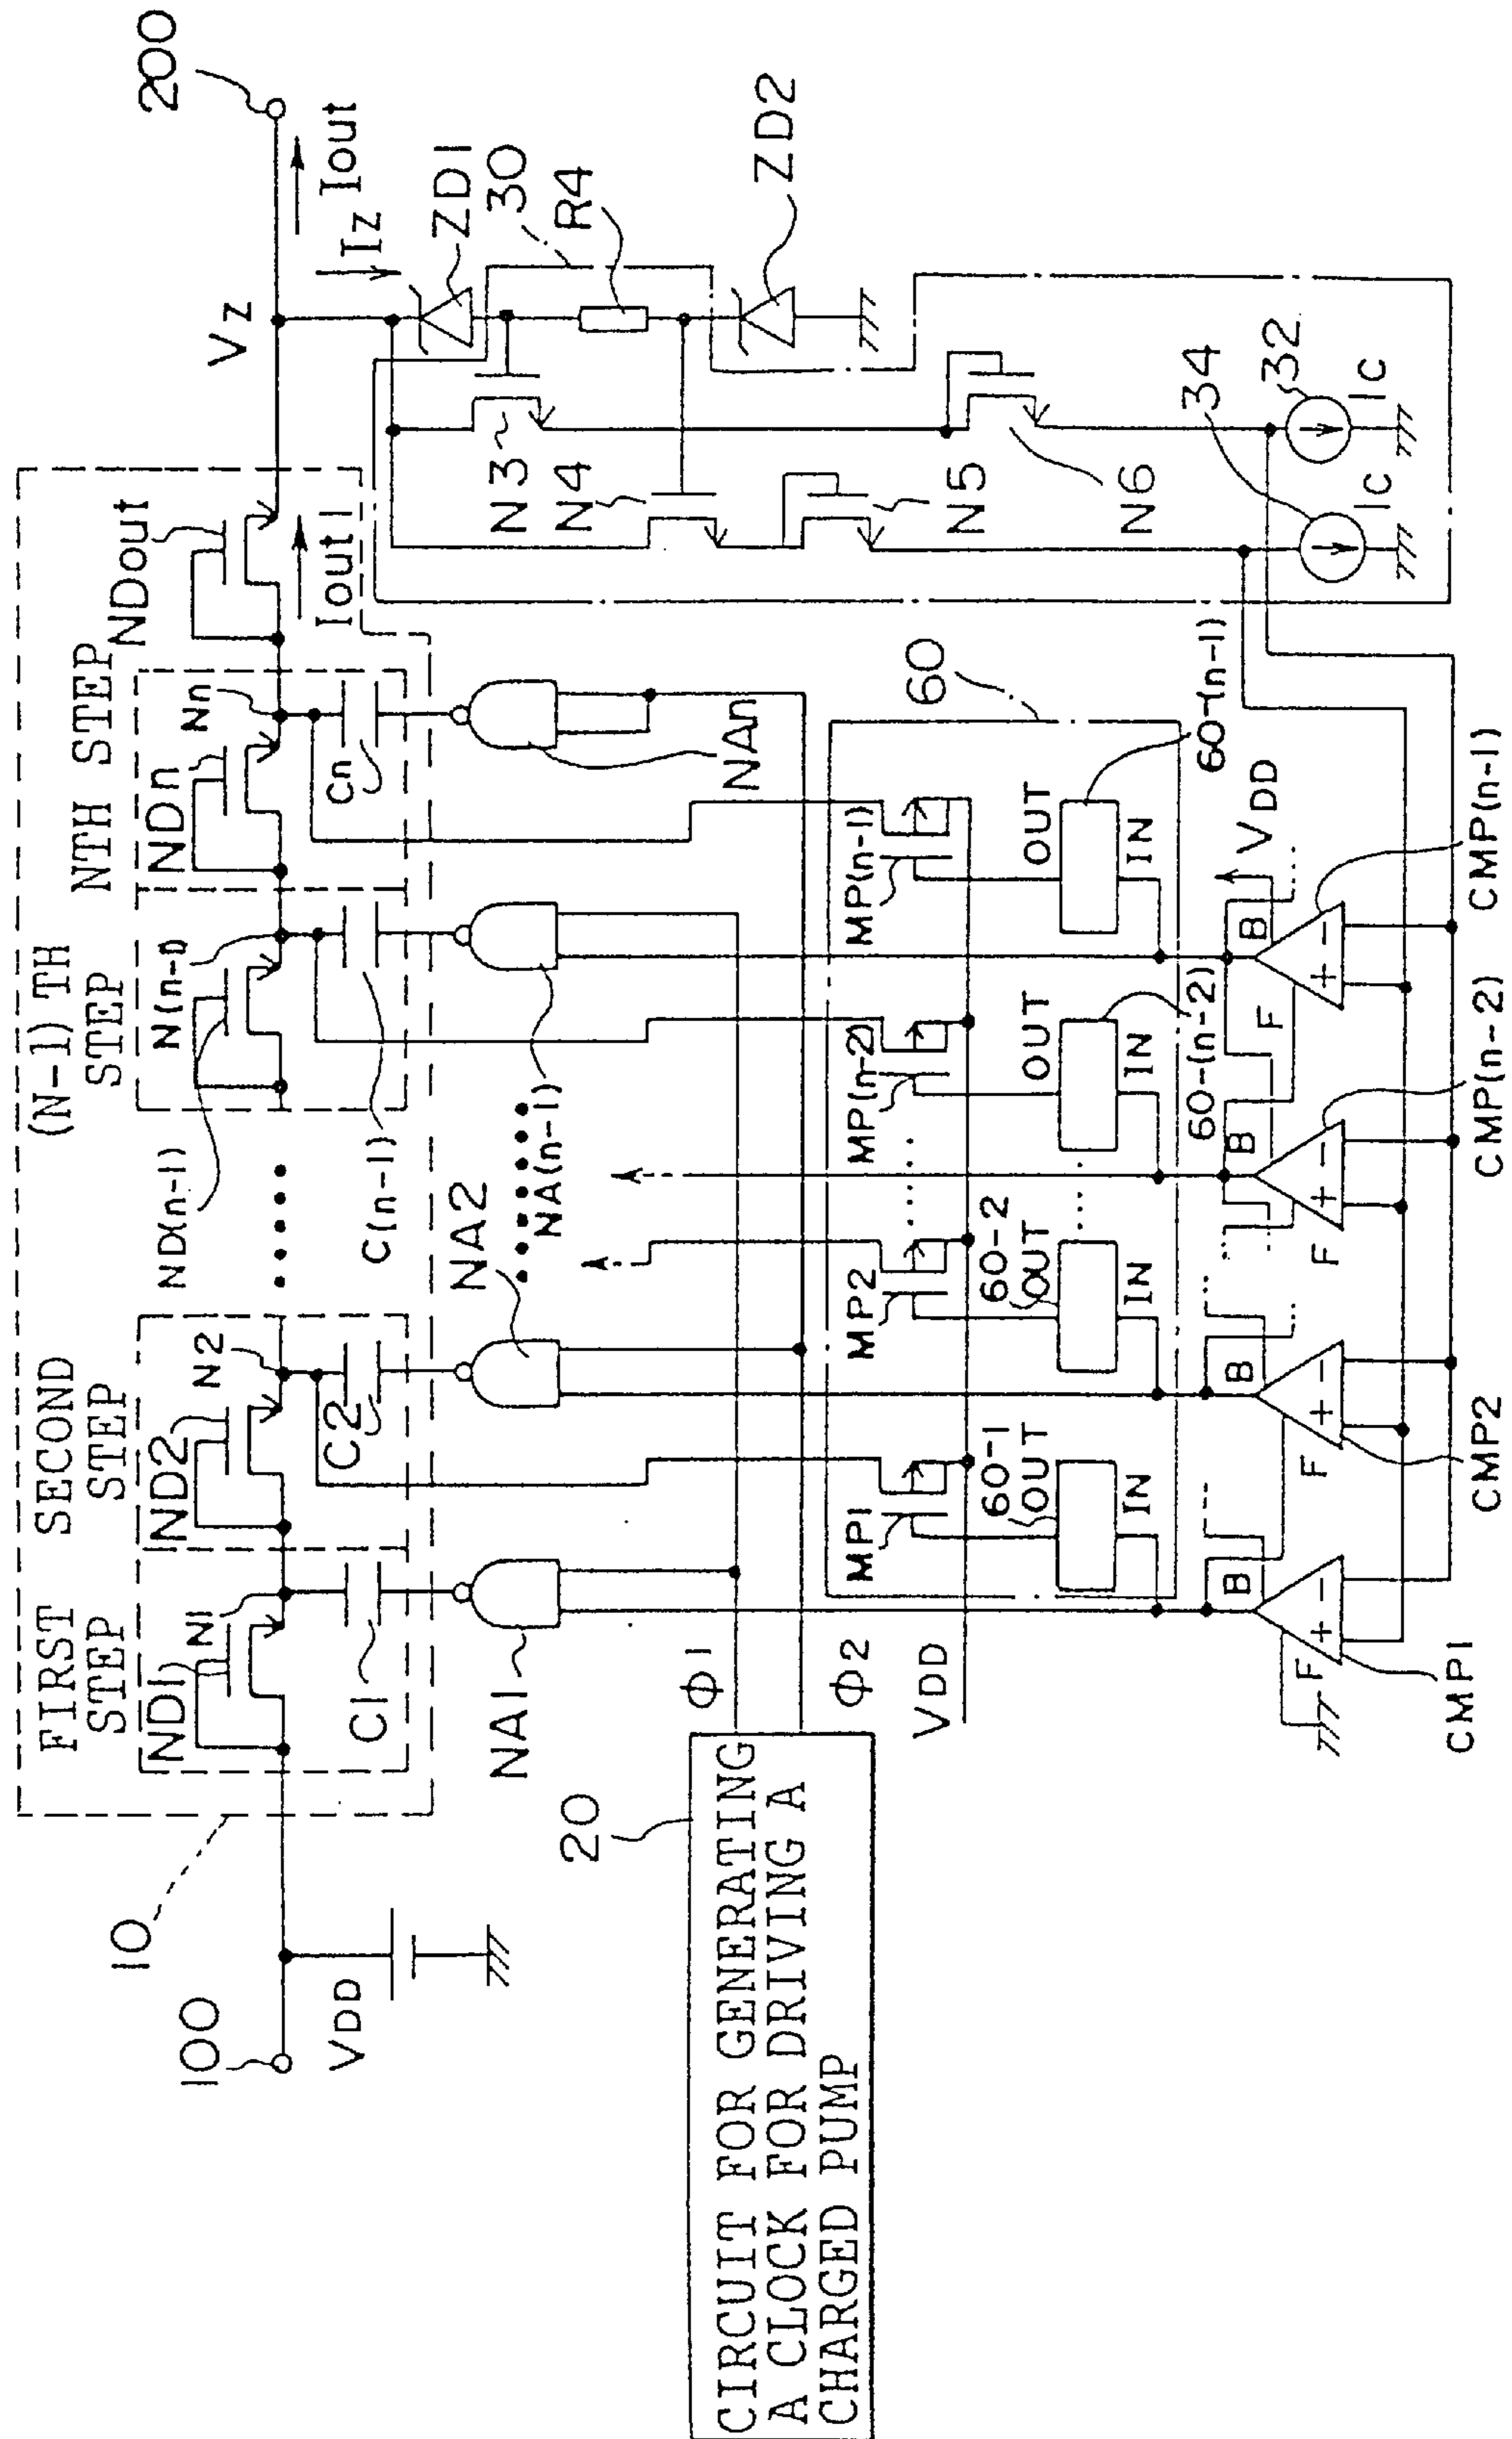 FIRST STEP
SECOND STEP
(N-1) TH STEP
NTH STEP
10
100
VDD
ND1
N1
C1
ND2
N2
C2
ND(n-1)
N(n-1)
C(n-1)
NDn
Nn
Cn
NDout
Iout1
Vz
200
Iout
Iz
ZD1
30
R4
ZD2
N3
N4
N5
N6
34
32
Ic
Ic
NA1
NA2
NA(n-1)
NAn
20
CIRCUIT FOR GENERATING
A CLOCK FOR DRIVING A
CHARGED PUMP
Φ1
Φ2
VDD
60
MP1
MP2
MP(n-2)
MP(n-1)
60-1
OUT
IN
60-2
OUT
IN
60-(n-2)
OUT
IN
60-(n-1)
OUT
IN
F
B
+ -
CMP1
F
B
+ -
CMP2
F
B
+ -
CMP(n-2)
F
B
VDD
+ -
CMP(n-1)